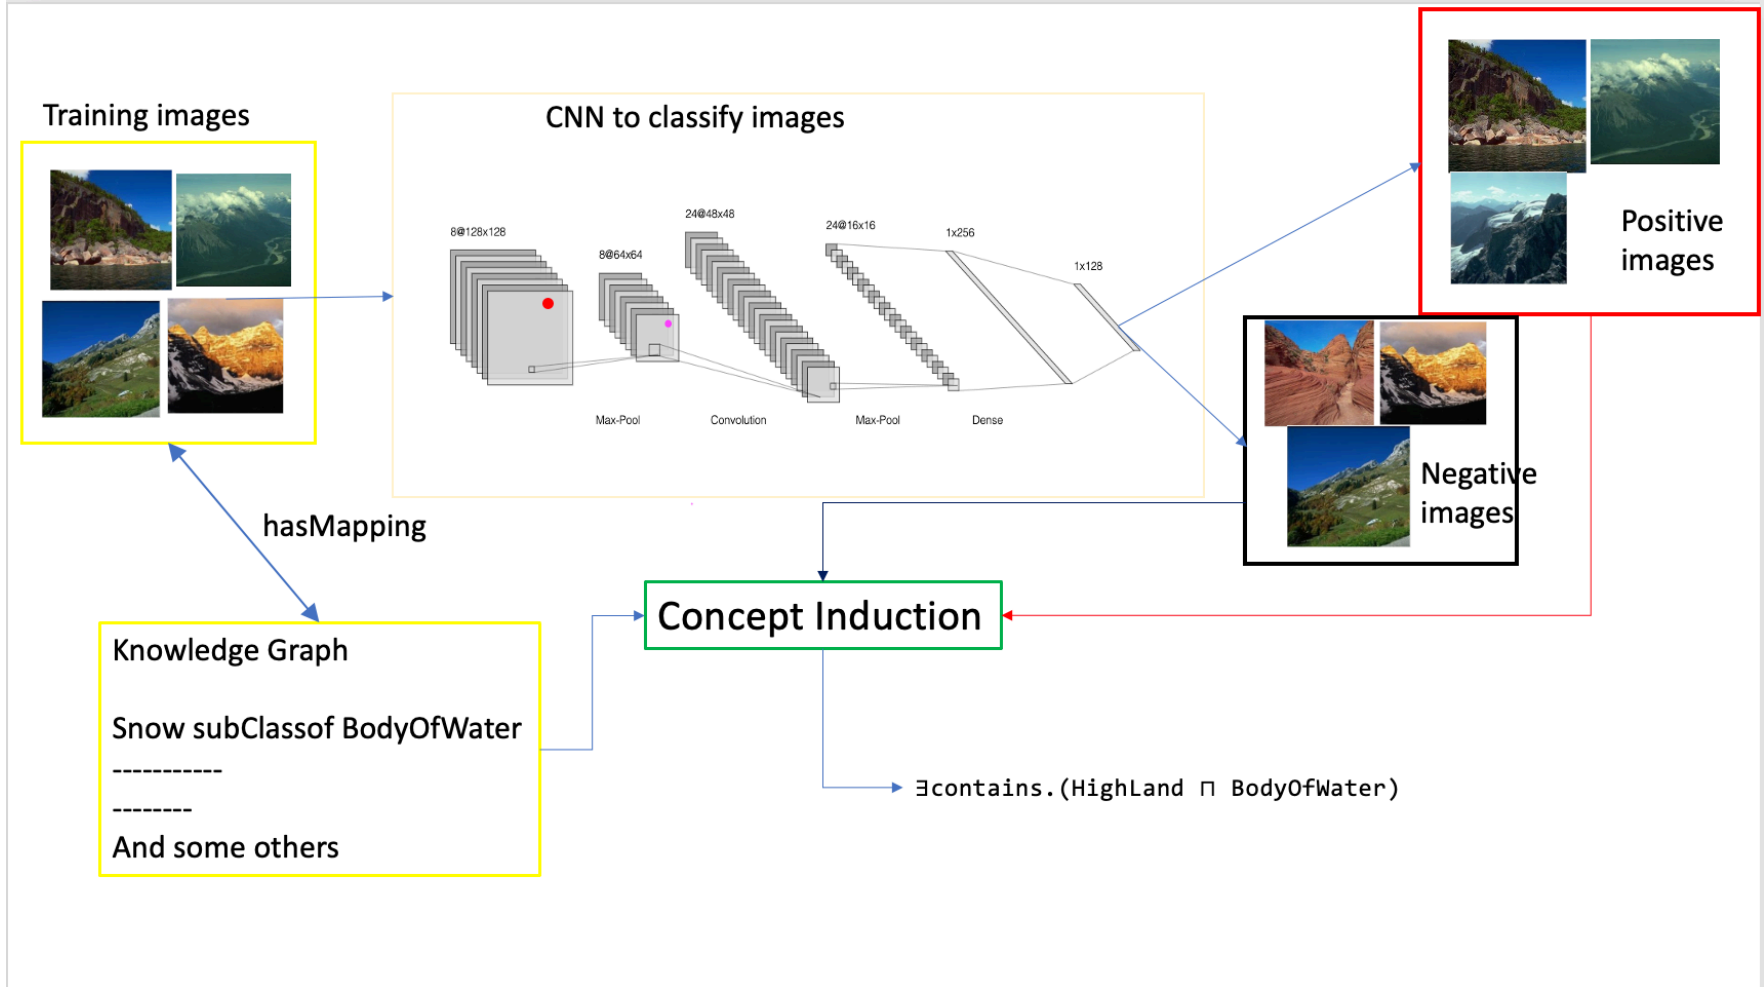 Training images
CNN to classify images
8@128x128
8@64x64
24@48x48
24@16x16
1x256
1x128
Max-Pool
Convolution
Max-Pool
Dense
Positive
images
Negative
images
hasMapping
Concept Induction
Knowledge Graph
Snow subClassof BodyOfWater
-----------
--------
And some others
∃contains.(HighLand ⊓ BodyOfWater)